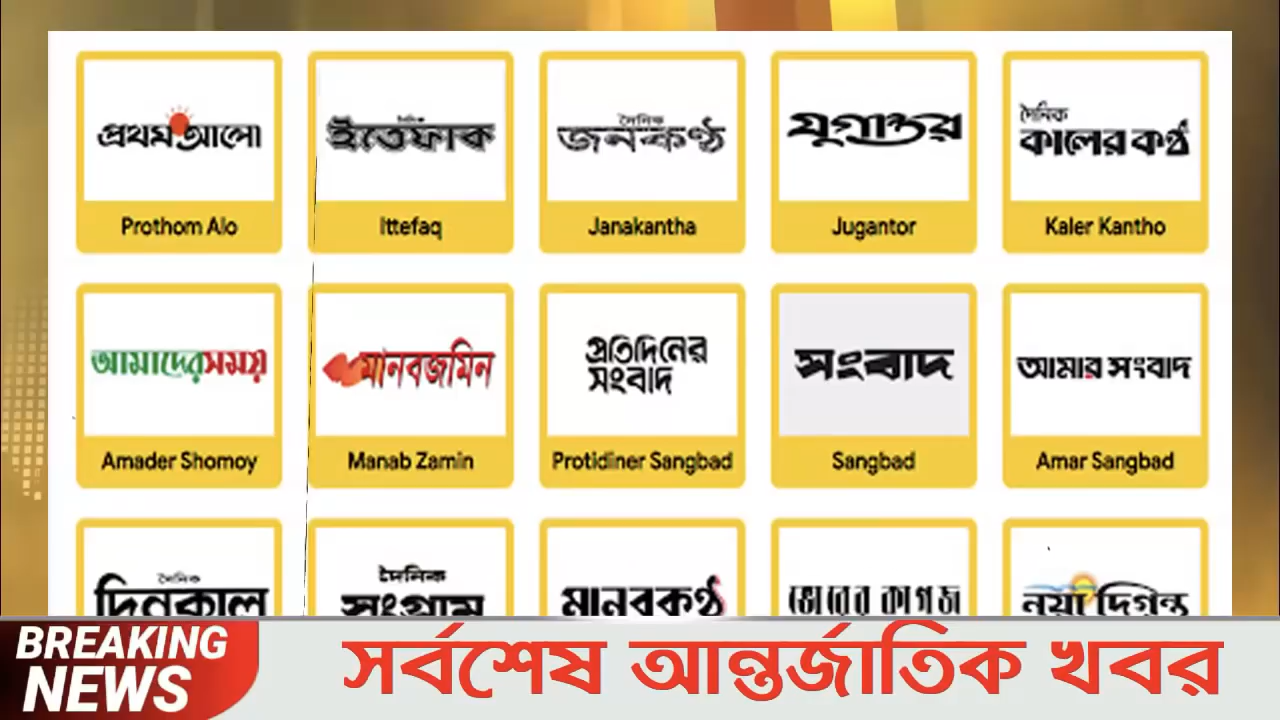 প্রথম আলো
দৈনিক
ইত্তেফাক
দৈনিক
জনকণ্ঠ
যুগান্তর
দৈনিক
কালের কণ্ঠ
Prothom Alo
Ittefaq
Janakantha
Jugantor
Kaler Kantho
আমাদের সময়
মানবজমিন
প্রতিদিনের
সংবাদ
সংবাদ
আমার সংবাদ
Amader Shomoy
Manab Zamin
Protidiner Sangbad
Sangbad
Amar Sangbad
দৈনিক
দিনকাল
দৈনিক
সংগ্রাম
মানবকণ্ঠ
ভোরের কাগজ
নয়া দিগন্ত
BREAKING
NEWS
সর্বশেষ আন্তর্জাতিক খবর